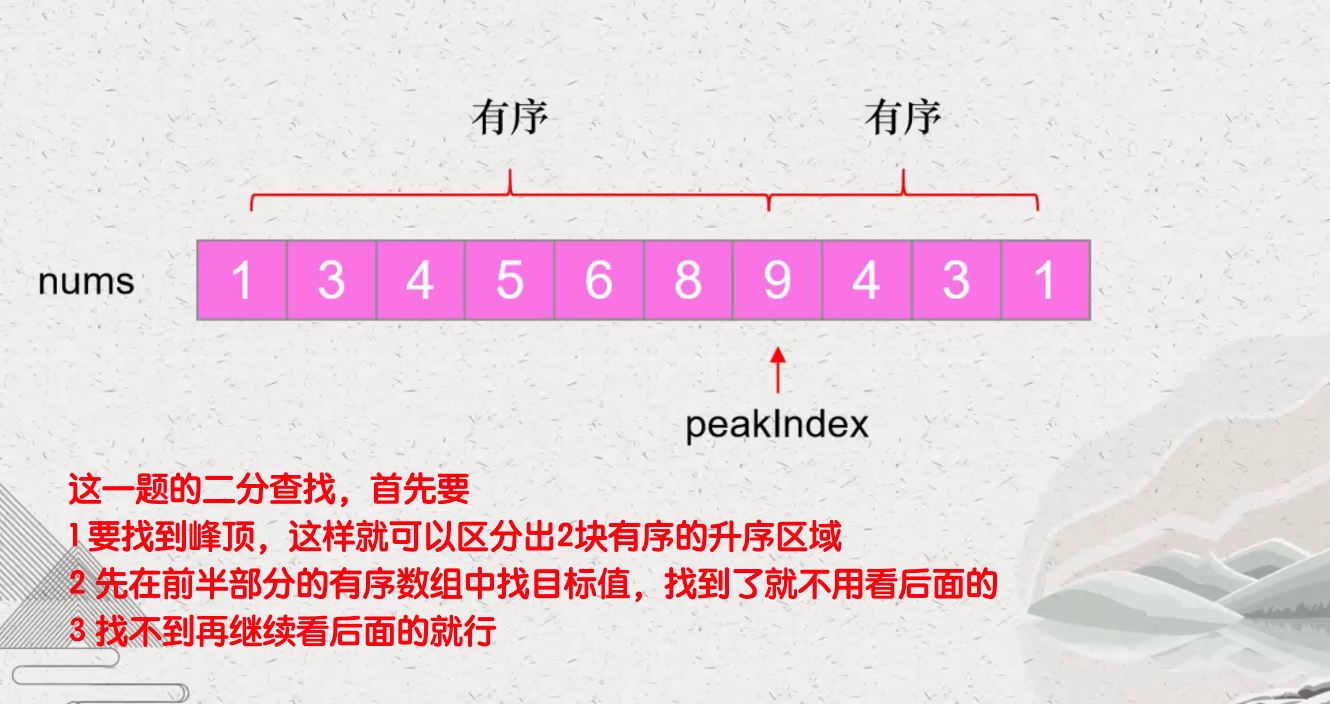 有序 有序
nums 1 3 4 5 6 8 9 4 3 1
peakIndex
这一题的二分查找，首先要
1 要找到峰顶，这样就可以区分出2块有序的升序区域
2 先在前半部分的有序数组中找目标值，找到了就不用看后面的
3 找不到再继续看后面的就行